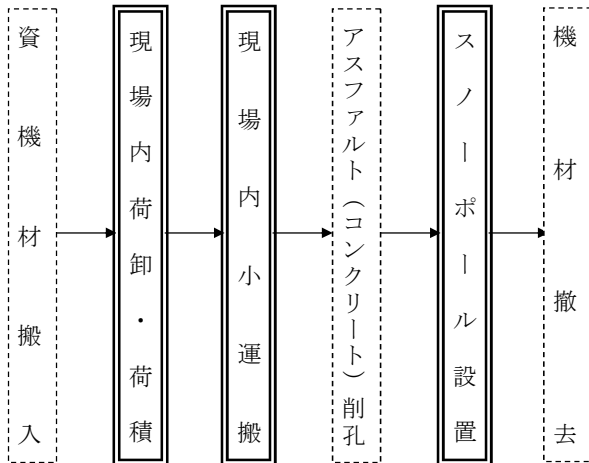 資機材搬入
現場内荷卸・荷積
現場内小運搬
アスファルト（コンクリート）削孔
スノーポール設置
機材撤去